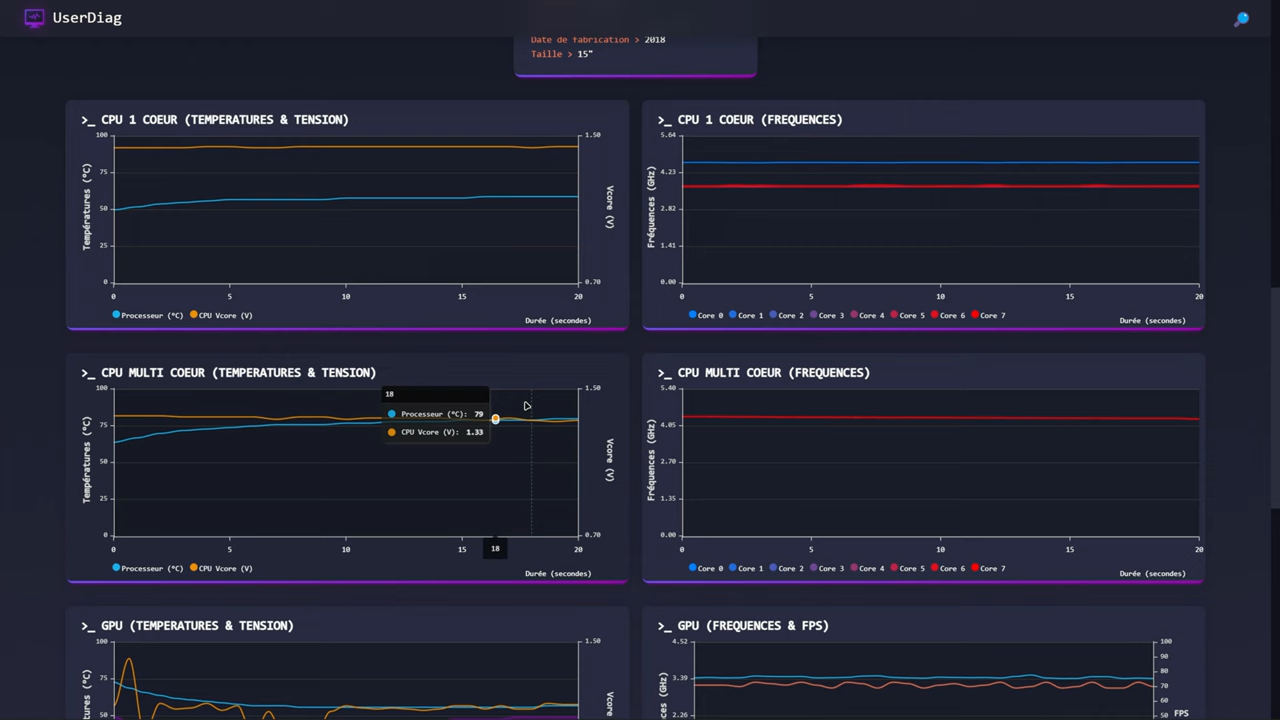 UserDiag
Date de fabrication > 2018
Taille > 15"
>_ CPU 1 COEUR (TEMPERATURES & TENSION)
100
75
50
25
0
Températures (°C)
1.50
0.70
Vcore (V)
0 5 10 15 20
Processeur (°C) CPU Vcore (V)
Durée (secondes)
>_ CPU 1 COEUR (FREQUENCES)
5.64
4.23
2.82
1.41
0.00
Fréquences (GHz)
0 5 10 15 20
Core 0 Core 1 Core 2 Core 3 Core 4 Core 5 Core 6 Core 7
Durée (secondes)
>_ CPU MULTI COEUR (TEMPERATURES & TENSION)
100
75
50
25
0
Températures (°C)
18
Processeur (°C): 79
CPU Vcore (V): 1.33
1.50
0.70
Vcore (V)
0 5 10 15 18 20
Processeur (°C) CPU Vcore (V)
Durée (secondes)
>_ CPU MULTI COEUR (FREQUENCES)
5.40
4.05
2.70
1.35
0.00
Fréquences (GHz)
0 5 10 15 20
Core 0 Core 1 Core 2 Core 3 Core 4 Core 5 Core 6 Core 7
Durée (secondes)
>_ GPU (TEMPERATURES & TENSION)
100
75
50
1.50
Vcore
>_ GPU (FREQUENCES & FPS)
4.52
3.39
2.26
100
90
80
70
60
50
FPS